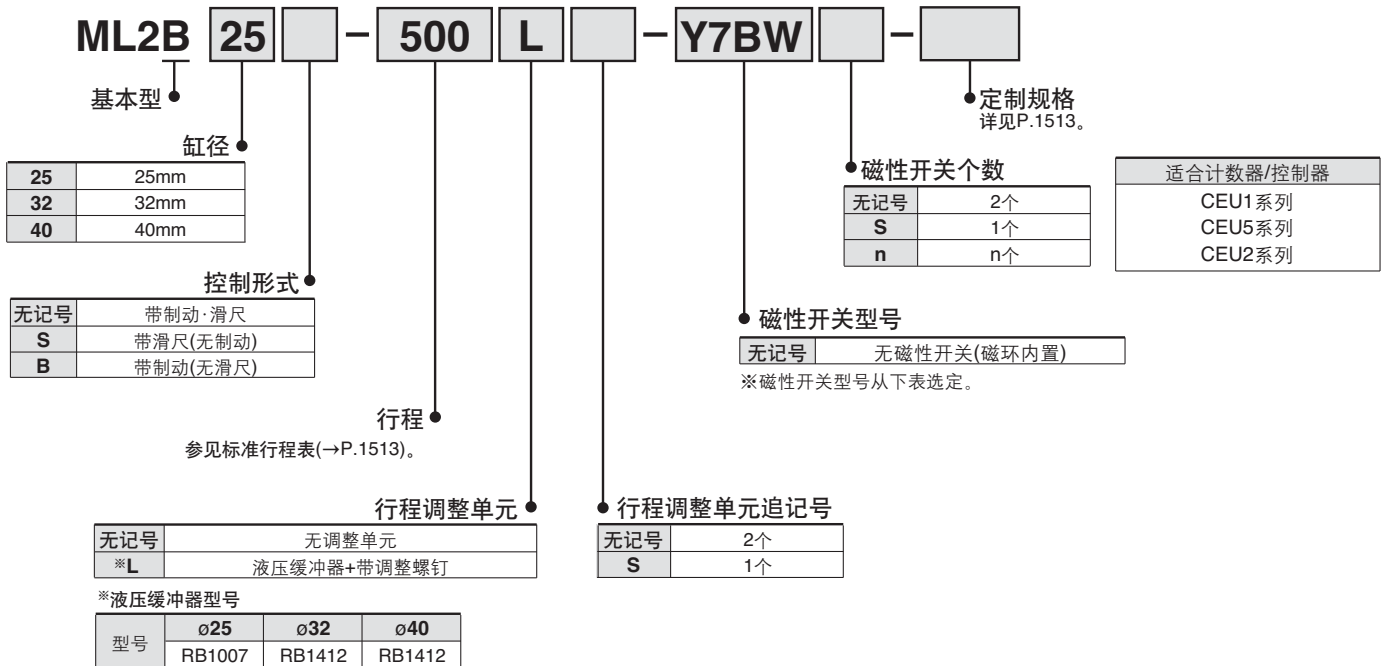 ML2B 25 – 500 L – Y7BW –
基本型
定制规格
详见P.1513。
缸径
25 25mm
32 32mm
40 40mm
磁性开关个数
无记号 2个
S 1个
n n个
适合计数器/控制器
CEU1系列
CEU5系列
CEU2系列
控制形式
无记号 带制动·滑尺
S 带滑尺(无制动)
B 带制动(无滑尺)
磁性开关型号
无记号 无磁性开关(磁环内置)
※磁性开关型号从下表选定。
行程
参见标准行程表(→P.1513)。
行程调整单元
无记号 无调整单元
※L 液压缓冲器+带调整螺钉
行程调整单元追记号
无记号 2个
S 1个
※液压缓冲器型号
型号 ø25 ø32 ø40
RB1007 RB1412 RB1412